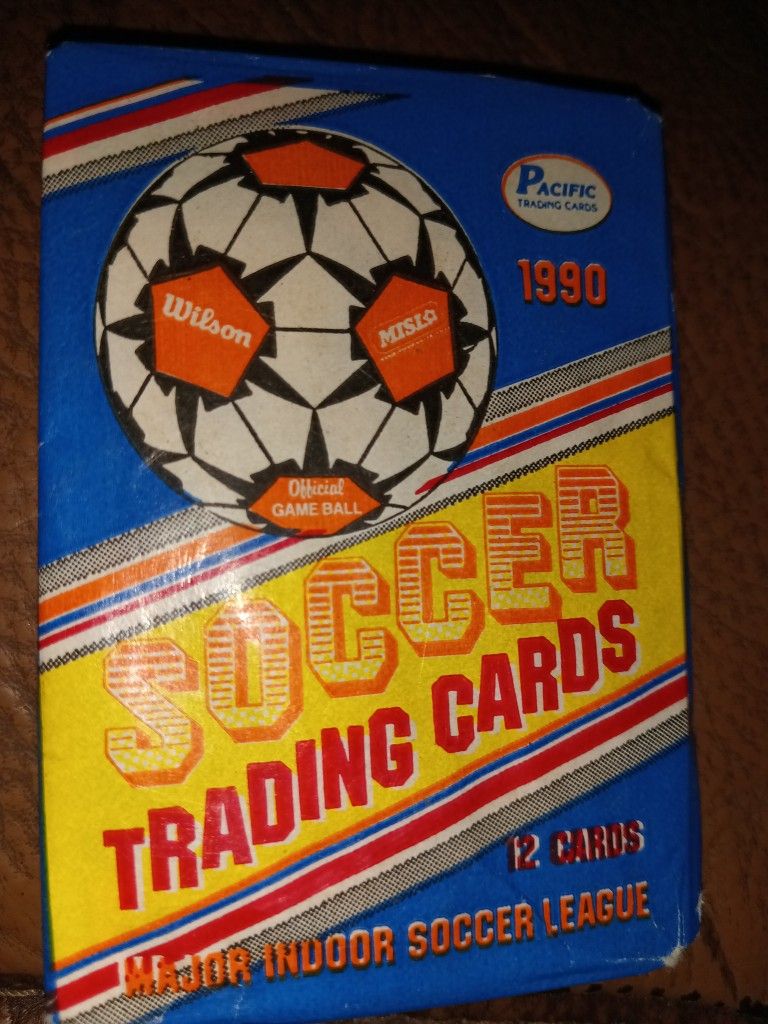 PACIFIC
TRADING CARDS
1990
Wilson
MISL
Official
GAME BALL
SOCCER
TRADING CARDS
12 CARDS
MAJOR INDOOR SOCCER LEAGUE